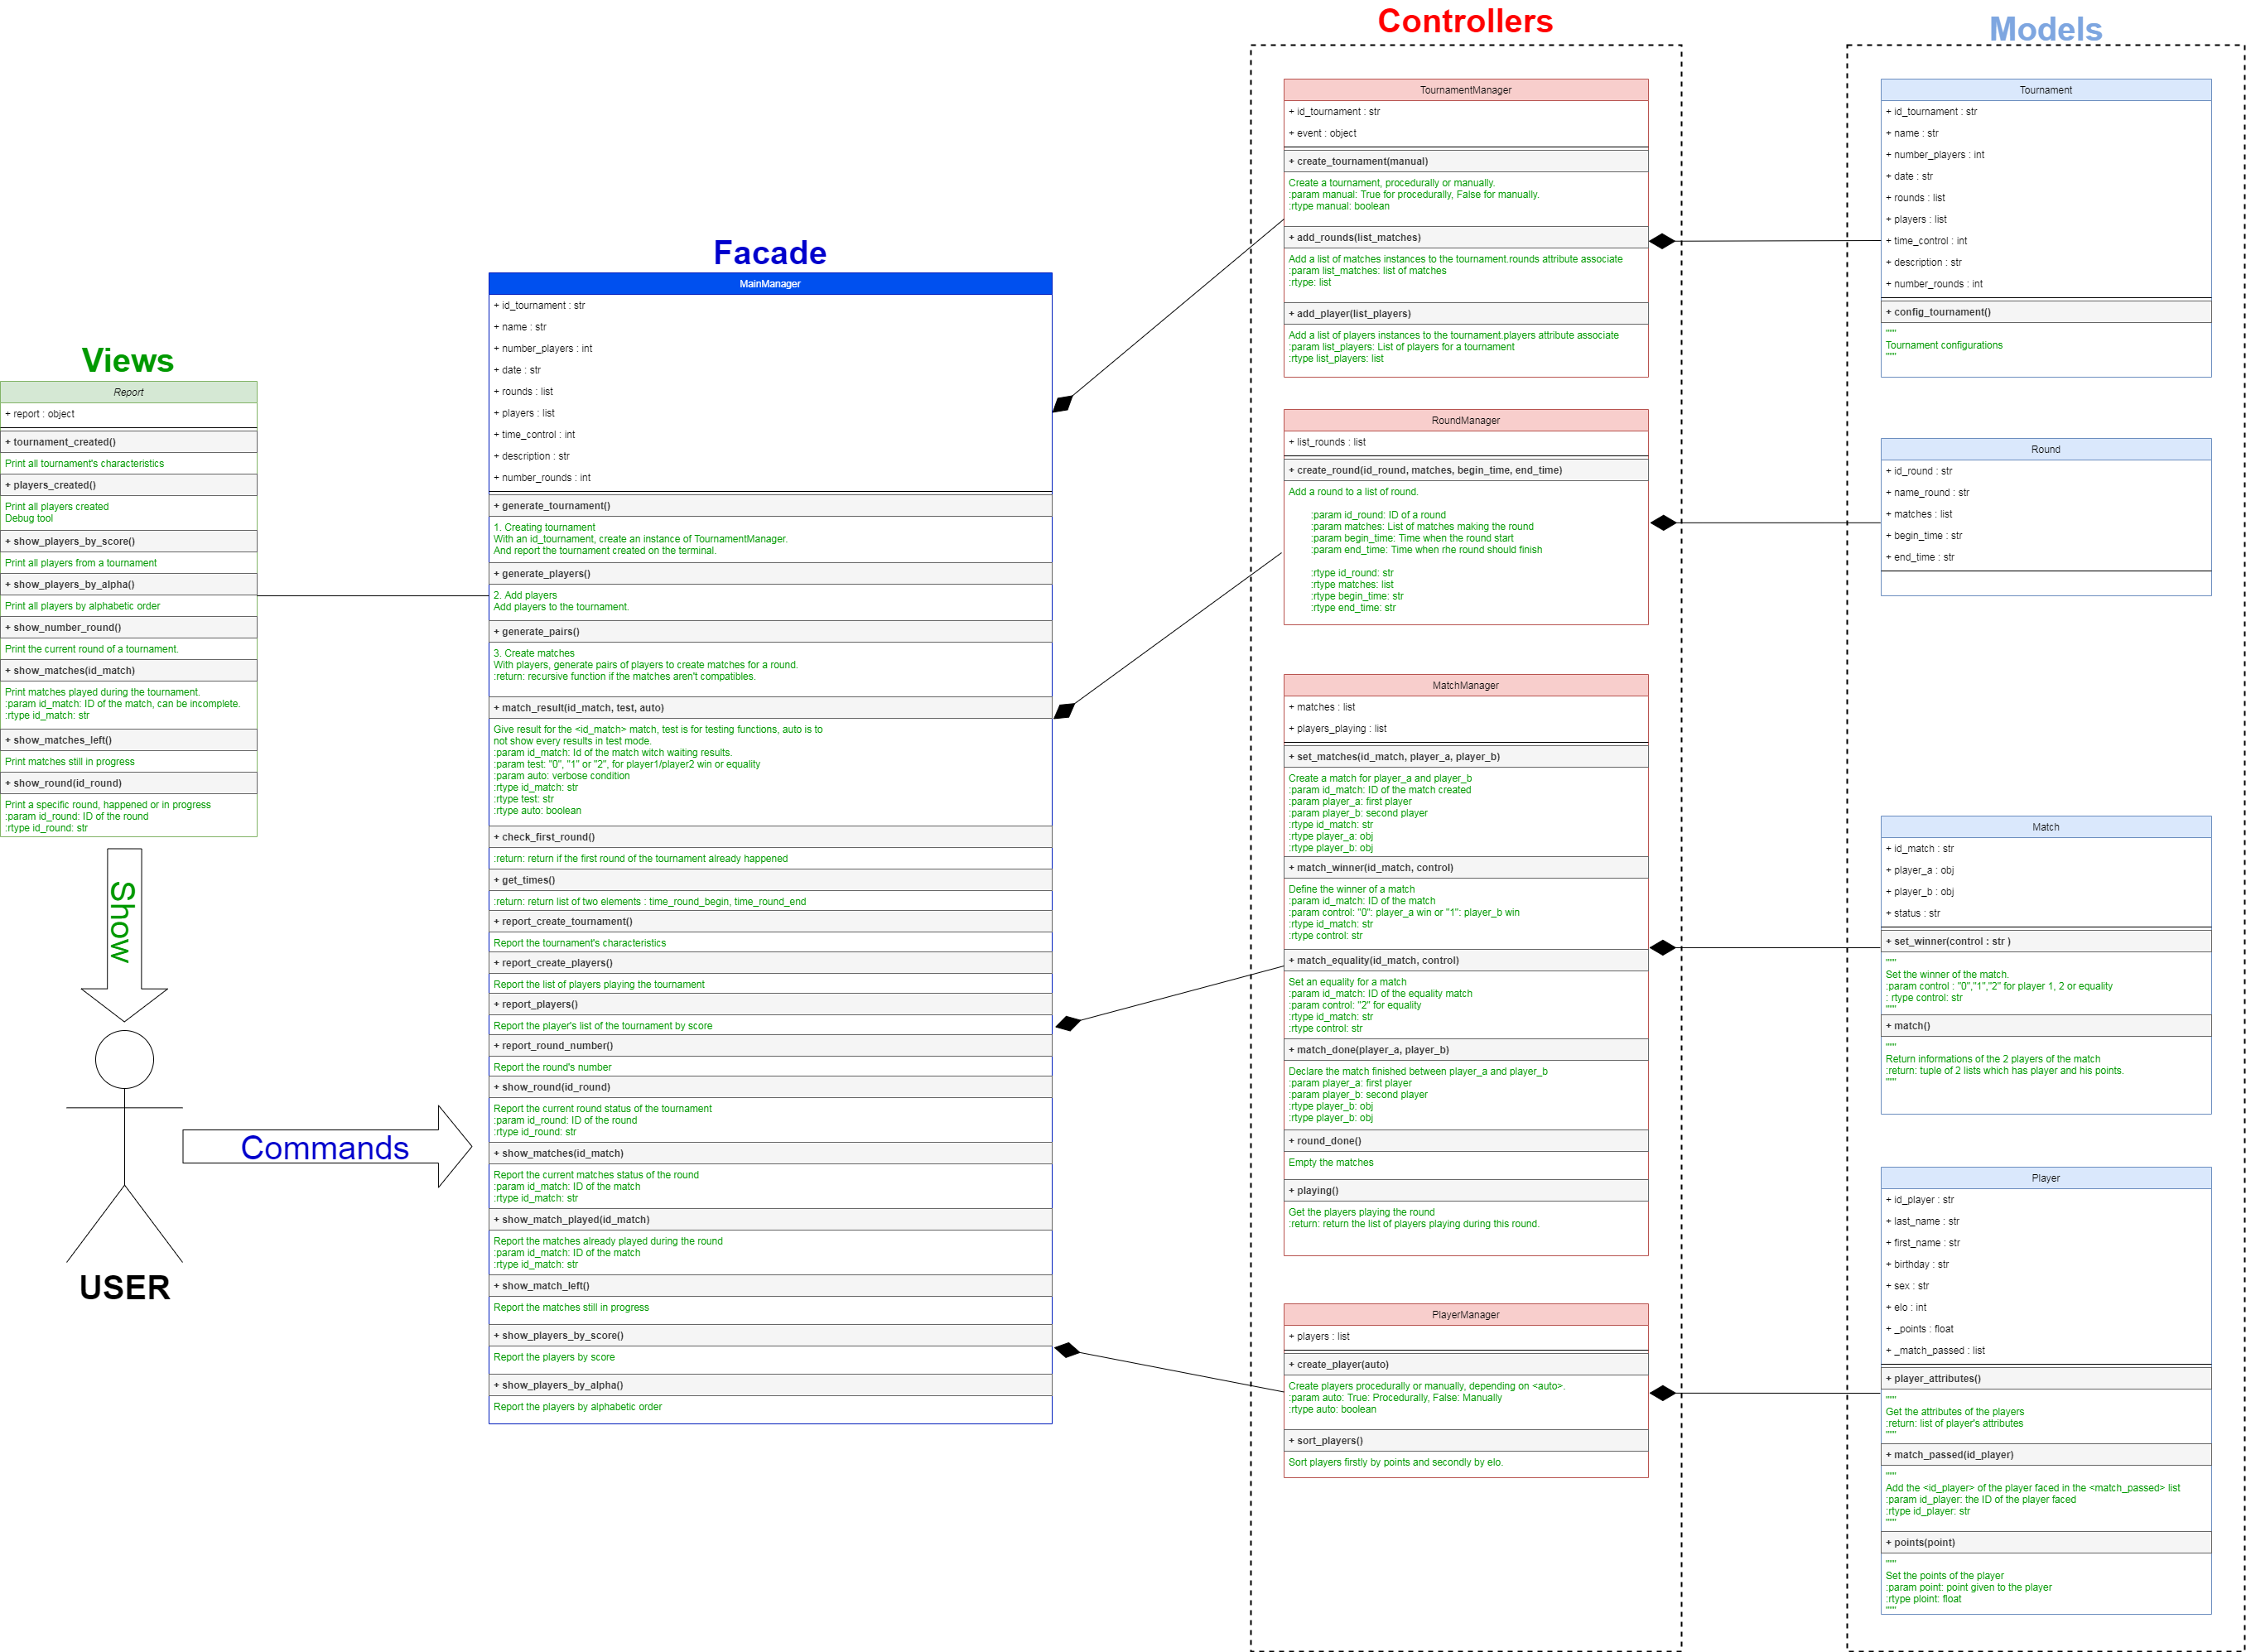 Views
Report
+ report : object
+ tournament_created()
Print all tournament's characteristics
+ players_created()
Print all players created
Debug tool
+ show_players_by_score()
Print all players from a tournament
+ show_players_by_alpha()
Print all players by alphabetic order
+ show_number_round()
Print the current round of a tournament.
+ show_matches(id_match)
Print matches played during the tournament.
:param id_match: ID of the match, can be incomplete.
:rtype id_match: str
+ show_matches_left()
Print matches still in progress
+ show_round(id_round)
Print a specific round, happened or in progress
:param id_round: ID of the round
:rtype id_round: str
Show
USER
Commands
Facade
MainManager
+ id_tournament : str
+ name : str
+ number_players : int
+ date : str
+ rounds : list
+ players : list
+ time_control : int
+ description : str
+ number_rounds : int
+ generate_tournament()
1. Creating tournament
With an id_tournament, create an instance of TournamentManager.
And report the tournament created on the terminal.
+ generate_players()
2. Add players
Add players to the tournament.
+ generate_pairs()
3. Create matches
With players, generate pairs of players to create matches for a round.
:return: recursive function if the matches aren't compatibles.
+ match_result(id_match, test, auto)
Give result for the <id_match> match, test is for testing functions, auto is to
not show every results in test mode.
:param id_match: Id of the match witch waiting results.
:param test: "0", "1" or "2", for player1/player2 win or equality
:param auto: verbose condition
:rtype id_match: str
:rtype test: str
:rtype auto: boolean
+ check_first_round()
:return: return if the first round of the tournament already happened
+ get_times()
:return: return list of two elements : time_round_begin, time_round_end
+ report_create_tournament()
Report the tournament's characteristics
+ report_create_players()
Report the list of players playing the tournament
+ report_players()
Report the player's list of the tournament by score
+ report_round_number()
Report the round's number
+ show_round(id_round)
Report the current round status of the tournament
:param id_round: ID of the round
:rtype id_round: str
+ show_matches(id_match)
Report the current matches status of the round
:param id_match: ID of the match
:rtype id_match: str
+ show_match_played(id_match)
Report the matches already played during the round
:param id_match: ID of the match
:rtype id_match: str
+ show_match_left()
Report the matches still in progress
+ show_players_by_score()
Report the players by score
+ show_players_by_alpha()
Report the players by alphabetic order
Controllers
TournamentManager
+ id_tournament : str
+ event : object
+ create_tournament(manual)
Create a tournament, procedurally or manually.
:param manual: True for procedurally, False for manually.
:rtype manual: boolean
+ add_rounds(list_matches)
Add a list of matches instances to the tournament.rounds attribute associate
:param list_matches: list of matches
:rtype: list
+ add_player(list_players)
Add a list of players instances to the tournament.players attribute associate
:param list_players: List of players for a tournament
:rtype list_players: list
RoundManager
+ list_rounds : list
+ create_round(id_round, matches, begin_time, end_time)
Add a round to a list of round.
:param id_round: ID of a round
:param matches: List of matches making the round
:param begin_time: Time when the round start
:param end_time: Time when rhe round should finish
:rtype id_round: str
:rtype matches: list
:rtype begin_time: str
:rtype end_time: str
MatchManager
+ matches : list
+ players_playing : list
+ set_matches(id_match, player_a, player_b)
Create a match for player_a and player_b
:param id_match: ID of the match created
:param player_a: first player
:param player_b: second player
:rtype id_match: str
:rtype player_a: obj
:rtype player_b: obj
+ match_winner(id_match, control)
Define the winner of a match
:param id_match: ID of the match
:param control: "0": player_a win or "1": player_b win
:rtype id_match: str
:rtype control: str
+ match_equality(id_match, control)
Set an equality for a match
:param id_match: ID of the equality match
:param control: "2" for equality
:rtype id_match: str
:rtype control: str
+ match_done(player_a, player_b)
Declare the match finished between player_a and player_b
:param player_a: first player
:param player_b: second player
:rtype player_b: obj
:rtype player_b: obj
+ round_done()
Empty the matches
+ playing()
Get the players playing the round
:return: return the list of players playing during this round.
PlayerManager
+ players : list
+ create_player(auto)
Create players procedurally or manually, depending on <auto>.
:param auto: True: Procedurally, False: Manually
:rtype auto: boolean
+ sort_players()
Sort players firstly by points and secondly by elo.
Models
Tournament
+ id_tournament : str
+ name : str
+ number_players : int
+ date : str
+ rounds : list
+ players : list
+ time_control : int
+ description : str
+ number_rounds : int
+ config_tournament()
"""
Tournament configurations
"""
Round
+ id_round : str
+ name_round : str
+ matches : list
+ begin_time : str
+ end_time : str
Match
+ id_match : str
+ player_a : obj
+ player_b : obj
+ status : str
+ set_winner(control : str )
"""
Set the winner of the match.
:param control : "0","1","2" for player 1, 2 or equality
: rtype control: str
"""
+ match()
"""
Return informations of the 2 players of the match
:return: tuple of 2 lists which has player and his points.
"""
Player
+ id_player : str
+ last_name : str
+ first_name : str
+ birthday : str
+ sex : str
+ elo : int
+ _points : float
+ _match_passed : list
+ player_attributes()
"""
Get the attributes of the players
:return: list of player's attributes
"""
+ match_passed(id_player)
"""
Add the <id_player> of the player faced in the <match_passed> list
:param id_player: the ID of the player faced
:rtype id_player: str
"""
+ points(point)
"""
Set the points of the player
:param point: point given to the player
:rtype ploint: float
"""